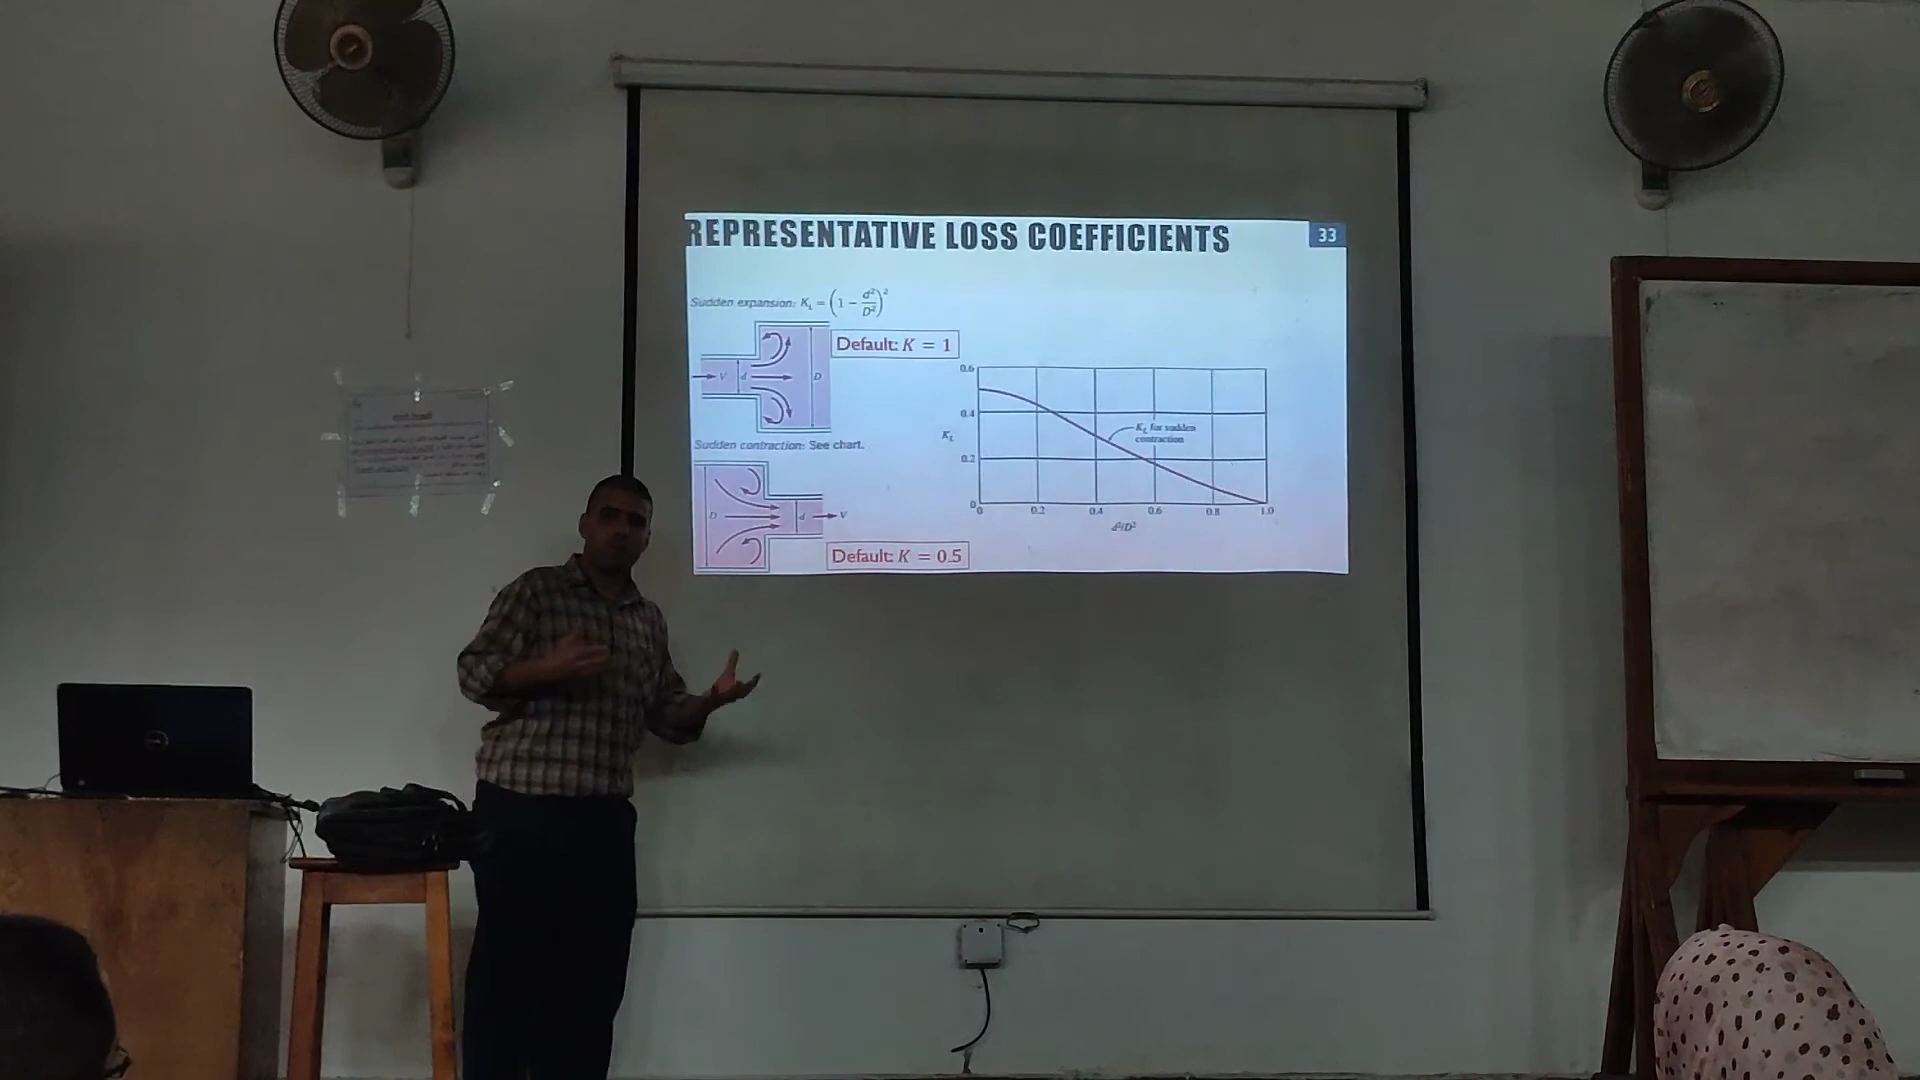 REPRESENTATIVE LOSS COEFFICIENTS
33
Sudden expansion: K_L = (1 - d²/D²)²
Default: K = 1
V
d
D
Sudden contraction: See chart.
D
d
V
Default: K = 0.5
0.6
0.4
0.2
0
K_L
K_L for sudden
contraction
0 0.2 0.4 0.6 0.8 1.0
d²/D²